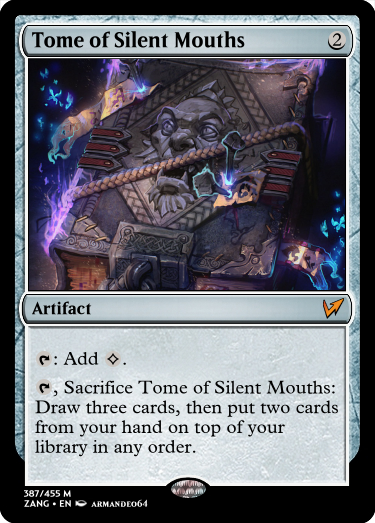 Tome of Silent Mouths 2
Artifact
: Add .
, Sacrifice Tome of Silent Mouths:
Draw three cards, then put two cards
from your hand on top of your
library in any order.
387/455 M
ZANG • EN ARMANDEO64